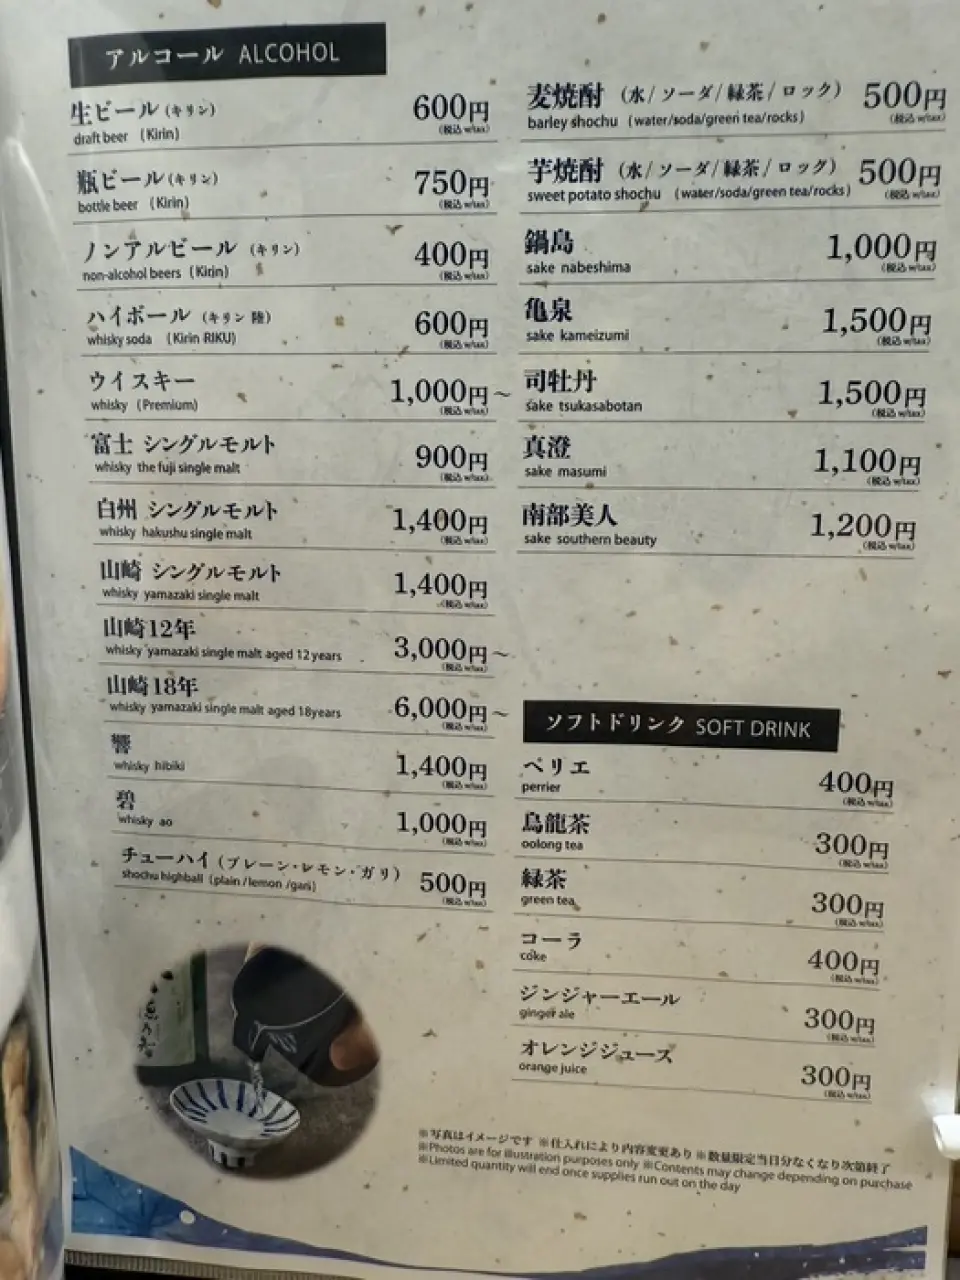 アルコール ALCOHOL
生ビール (キリン) 600円
draft beer (Kirin) (税込 w/tax)
瓶ビール (キリン) 750円
bottle beer (Kirin) (税込 w/tax)
ノンアルビール (キリン) 400円
non-alcohol beers (Kirin) (税込 w/tax)
ハイボール (キリン 陸) 600円
whisky soda (Kirin RIKU) (税込 w/tax)
ウイスキー 1,000円~
whisky (Premium) (税込 w/tax)
富士 シングルモルト 900円
whisky the fuji single malt (税込 w/tax)
白州 シングルモルト 1,400円
whisky hakushu single malt (税込 w/tax)
山崎 シングルモルト 1,400円
whisky yamazaki single malt (税込 w/tax)
山崎12年 3,000円~
whisky yamazaki single malt aged 12years (税込 w/tax)
山崎18年 6,000円~
whisky yamazaki single malt aged 18years (税込 w/tax)
響 1,400円
whisky hibiki (税込 w/tax)
碧 1,000円
whisky ao (税込 w/tax)
チューハイ (プレーン・レモン・ガリ) 500円
shochu highball (plain/lemon/gari) (税込 w/tax)
麦焼酎 (水/ソーダ/緑茶/ロック) 500円
barley shochu (water/soda/green tea/rocks) (税込 w/tax)
芋焼酎 (水/ソーダ/緑茶/ロック) 500円
sweet potato shochu (water/soda/green tea/rocks) (税込 w/tax)
鍋島 1,000円
sake nabeshima (税込 w/tax)
亀泉 1,500円
sake kameizumi (税込 w/tax)
司牡丹 1,500円
sake tsukasabotan (税込 w/tax)
真澄 1,100円
sake masumi (税込 w/tax)
南部美人 1,200円
sake southern beauty (税込 w/tax)
ソフトドリンク SOFT DRINK
ペリエ 400円
perrier (税込 w/tax)
烏龍茶 300円
oolong tea (税込 w/tax)
緑茶 300円
green tea (税込 w/tax)
コーラ 400円
coke (税込 w/tax)
ジンジャーエール 300円
ginger ale (税込 w/tax)
オレンジジュース 300円
orange juice (税込 w/tax)
※写真はイメージです ※仕入れにより内容変更あり ※数量限定当日分なくなり次第終了
※Photos are for illustration purposes only ※Contents may change depending on purchase
※Limited quantity will end once supplies run out on the day